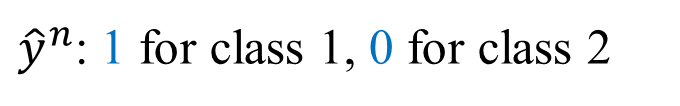 ŷⁿ: 1 for class 1, 0 for class 2